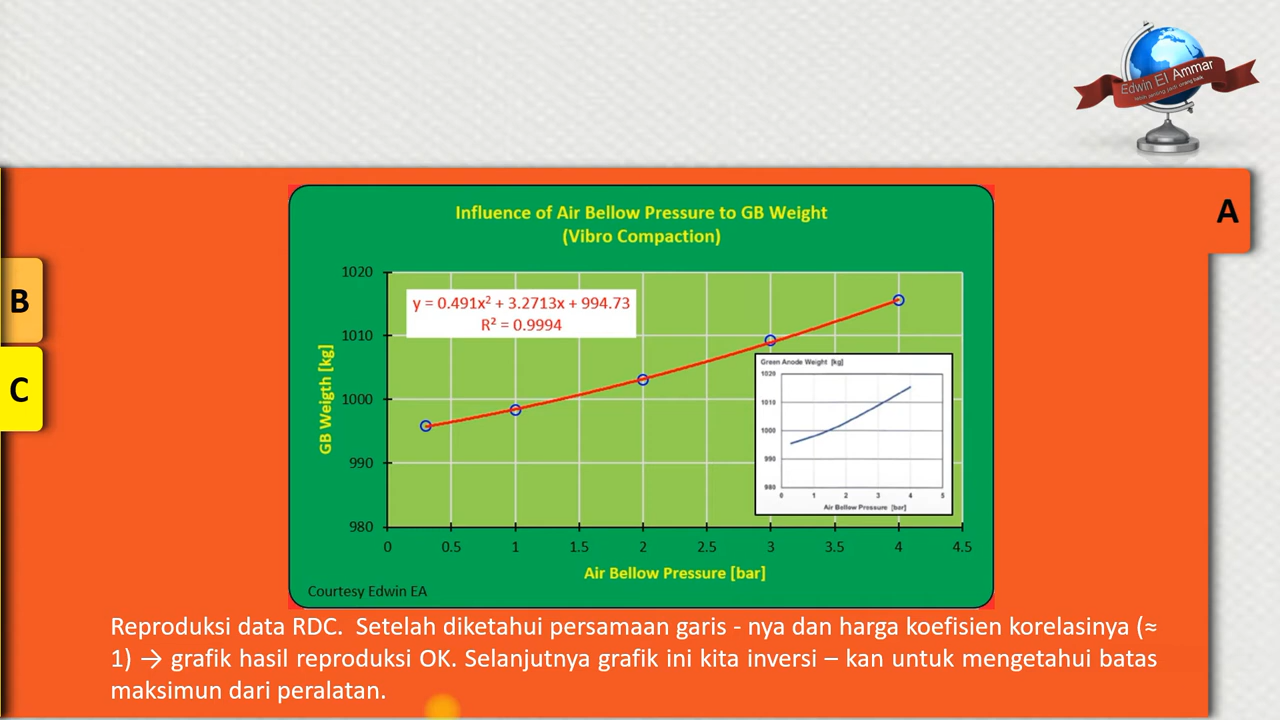 Edwin El Ammar
A
B
C
Influence of Air Bellow Pressure to GB Weight
(Vibro Compaction)
y = 0.491x² + 3.2713x + 994.73
R² = 0.9994
GB Weigth [kg]
1020
1010
1000
990
980
0 0.5 1 1.5 2 2.5 3 3.5 4 4.5
Air Bellow Pressure [bar]
Green Anode Weight [kg]
1020
1010
1000
990
980
0 1 2 3 4 5
Air Bellow Pressure [bar]
Courtesy Edwin EA
Reproduksi data RDC. Setelah diketahui persamaan garis - nya dan harga koefisien korelasinya (≈
1) → grafik hasil reproduksi OK. Selanjutnya grafik ini kita inversi – kan untuk mengetahui batas
maksimun dari peralatan.